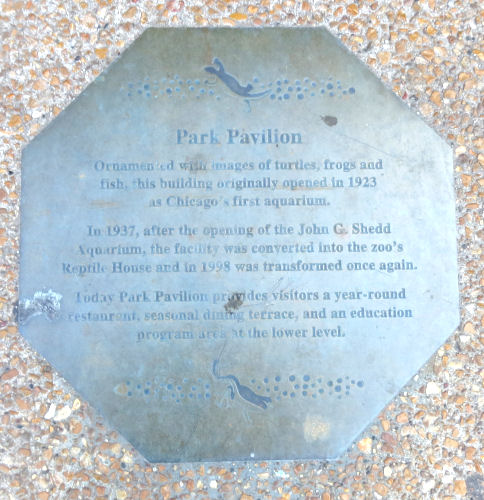 Park Pavilion
Ornamented with images of turtles, frogs and
fish, this building originally opened in 1923
as Chicago's first aquarium.
In 1937, after the opening of the John G. Shedd
Aquarium, the facility was converted into the zoo's
Reptile House and in 1998 was transformed once again.
Today Park Pavilion provides visitors a year-round
restaurant, seasonal dining terrace, and an education
program area at the lower level.